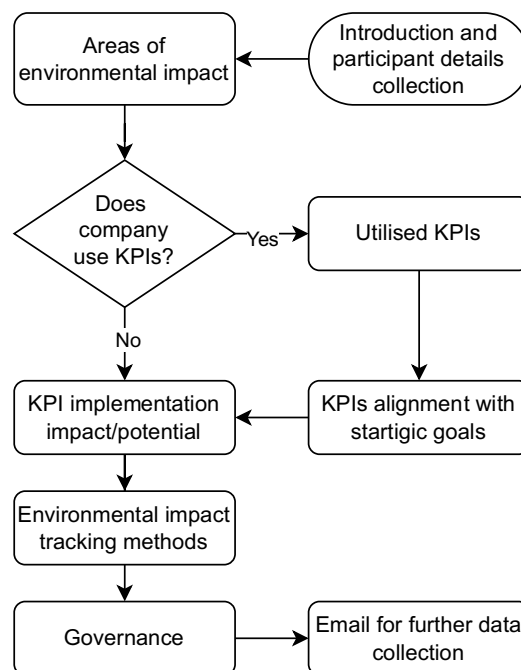 Introduction and
participant details
collection
Areas of
environmental impact
Does
company
use KPIs?
Yes
Utilised KPIs
No
KPIs alignment with
startigic goals
KPI implementation
impact/potential
Environmental impact
tracking methods
Governance
Email for further data
collection